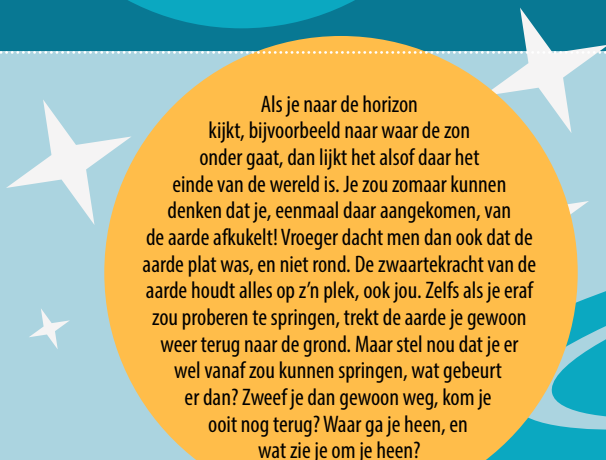 Als je naar de horizon
kijkt, bijvoorbeeld naar waar de zon
onder gaat, dan lijkt het alsof daar het
einde van de wereld is. Je zou zomaar kunnen
denken dat je, eenmaal daar aangekomen, van
de aarde afkukelt! Vroeger dacht men dan ook dat de
aarde plat was, en niet rond. De zwaartekracht van de
aarde houdt alles op z’n plek, ook jou. Zelfs als je eraf
zou proberen te springen, trekt de aarde je gewoon
weer terug naar de grond. Maar stel nou dat je er
wel vanaf zou kunnen springen, wat gebeurt
er dan? Zweef je dan gewoon weg, kom je
ooit nog terug? Waar ga je heen, en
wat zie je om je heen?